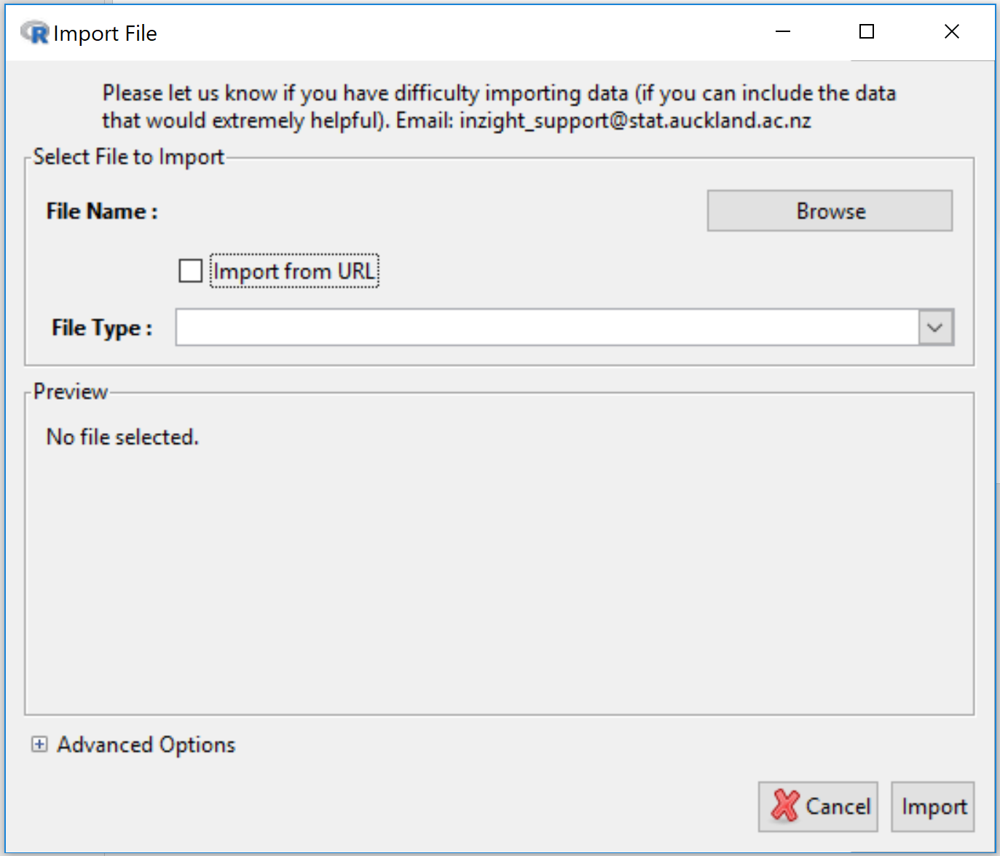 R Import File
Please let us know if you have difficulty importing data (if you can include the data
that would extremely helpful). Email: inzight_support@stat.auckland.ac.nz
Select File to Import
File Name :
Browse
Import from URL
File Type :
Preview
No file selected.
Advanced Options
Cancel Import